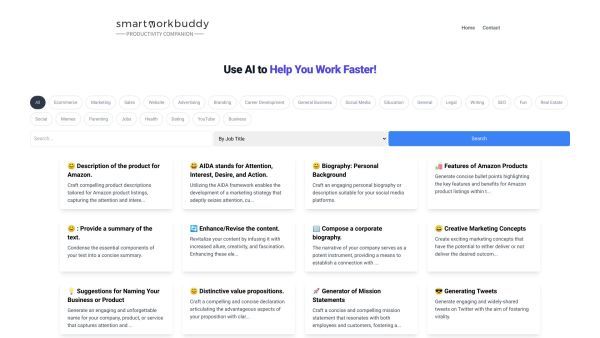 smartworkbuddy
PRODUCTIVITY COMPANION
Home Contact
Use AI to Help You Work Faster!
All Ecommerce Marketing Sales Website Advertising Branding Career Development General Business Social Media Education General Legal Writing SEO Fun Real Estate
Social Memes Parenting Jobs Health Dating YouTube Business
Search... By Job Title Search
Description of the product for
Amazon.
Craft compelling product descriptions
tailored for Amazon product listings,
capturing the attention and intere...
AIDA stands for Attention,
Interest, Desire, and Action.
Utilizing the AIDA framework enables the
development of a marketing strategy that
adeptly seizes attention, cu...
Biography: Personal
Background
Craft an engaging personal biography or
description suitable for your social media
platforms.
Features of Amazon Products
Generate concise bullet points highlighting
the key features and benefits for Amazon
product listings within t...
: Provide a summary of the
text.
Condense the essential components of
your text into a concise summary.
Enhance/Revise the content.
Revitalize your content by infusing it with
increased allure, creativity, and fascination.
Enhancing these ele...
Compose a corporate
biography.
The narrative of your company serves as a
potent instrument, providing a means to
establish a connection with ...
Creative Marketing Concepts
Create exciting marketing concepts that
have the potential to either deliver or not
deliver the desired outcom...
Suggestions for Naming Your
Business or Product
Generate an engaging and unforgettable
name for your company, product, or service
that captures attention and...
Distinctive value propositions.
Craft a compelling and concise declaration
articulating the advantageous aspects of
your proposition with clar...
Generator of Mission
Statements
Craft a concise and compelling mission
statement that resonates with both
employees and customers, fostering a...
Generating Tweets
Generate engaging and widely-shared
tweets on Twitter with the aim of fostering
virality.